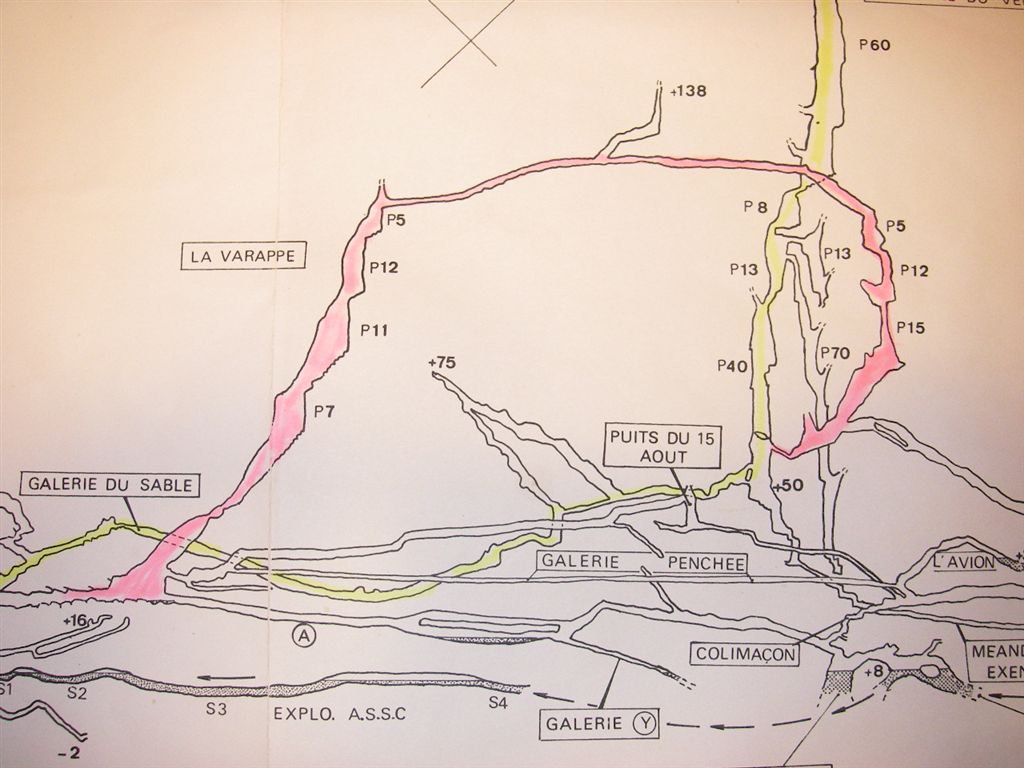 P60
+138
P8
P5
P5
LA VARAPPE
P12
P13
P13
P12
P11
P15
P70
+75
P40
P7
PUITS DU 15
AOUT
GALERIE DU SABLE
+50
GALERIE PENCHEE
L'AVION
+16
A
COLIMAÇON
MEAND
EXEN
+8
S1
S2
S3
S4
EXPLO. A.S.S.C
GALERIE Y
-2